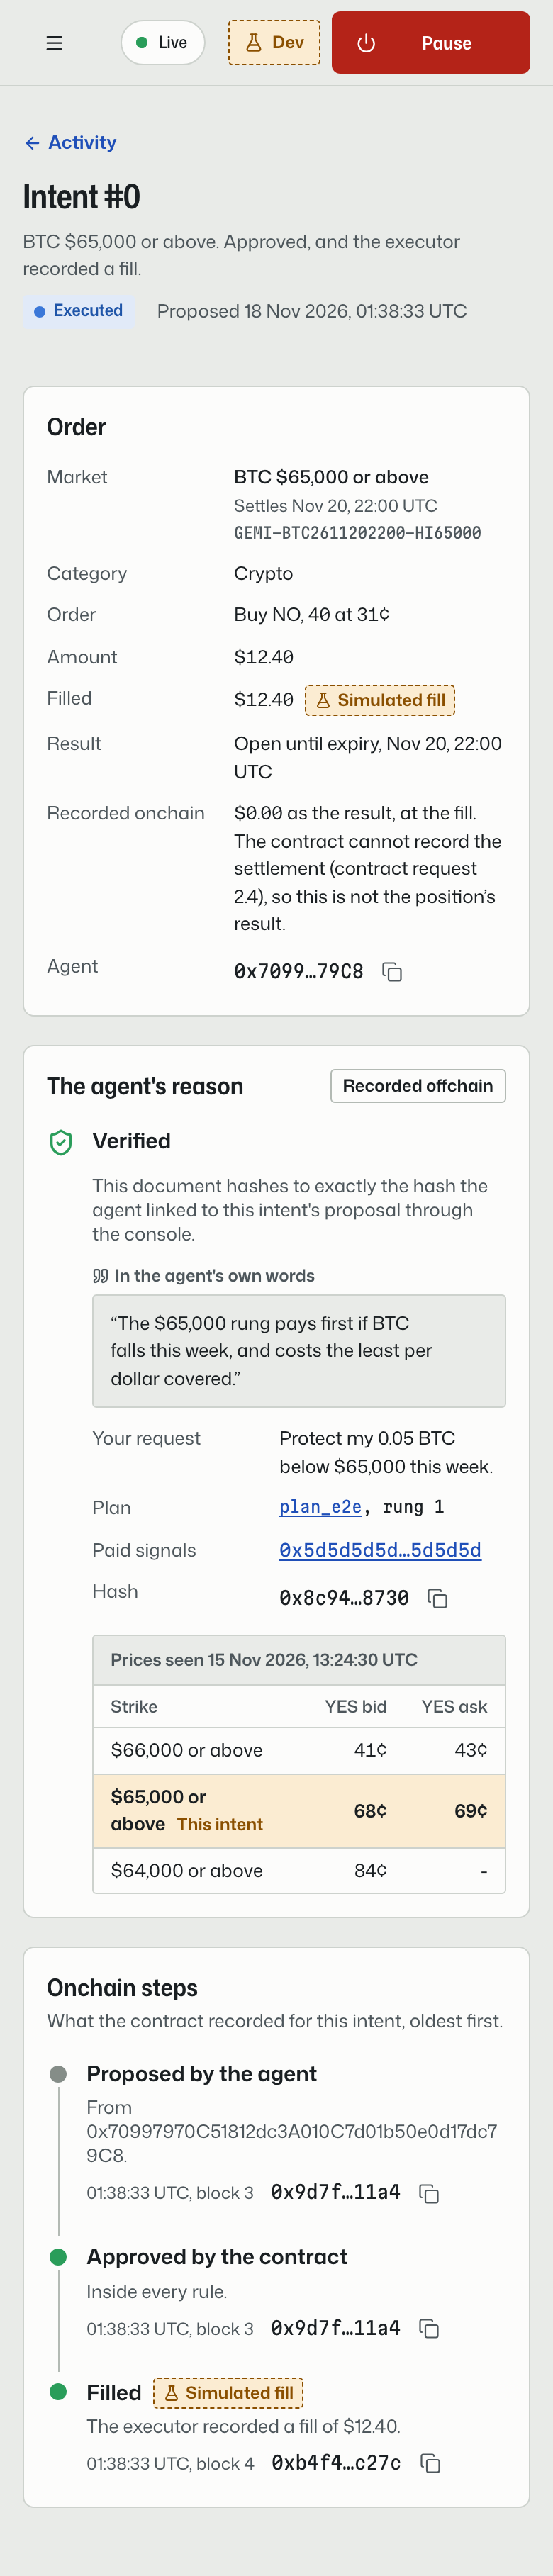 Live
Dev
Pause
Activity
Intent #0
BTC $65,000 or above. Approved, and the executor
recorded a fill.
Executed
Proposed 18 Nov 2026, 01:38:33 UTC
Order
Market
BTC $65,000 or above
Settles Nov 20, 22:00 UTC
GEMI-BTC2611202200-HI65000
Category
Crypto
Order
Buy NO, 40 at 31¢
Amount
$12.40
Filled
$12.40
Simulated fill
Result
Open until expiry, Nov 20, 22:00
UTC
Recorded onchain
$0.00 as the result, at the fill.
The contract cannot record the
settlement (contract request
2.4), so this is not the position’s
result.
Agent
0x7099…79C8
The agent's reason
Recorded offchain
Verified
This document hashes to exactly the hash the
agent linked to this intent's proposal through
the console.
In the agent's own words
“The $65,000 rung pays first if BTC
falls this week, and costs the least per
dollar covered.”
Your request
Protect my 0.05 BTC
below $65,000 this week.
Plan
plan_e2e, rung 1
Paid signals
0x5d5d5d5d…5d5d5d
Hash
0x8c94…8730
Prices seen 15 Nov 2026, 13:24:30 UTC
Strike YES bid YES ask
$66,000 or above 41¢ 43¢
$65,000 or
above This intent 68¢ 69¢
$64,000 or above 84¢ -
Onchain steps
What the contract recorded for this intent, oldest first.
Proposed by the agent
From
0x70997970C51812dc3A010C7d01b50e0d17dc7
9C8.
01:38:33 UTC, block 3 0x9d7f…11a4
Approved by the contract
Inside every rule.
01:38:33 UTC, block 3 0x9d7f…11a4
Filled
Simulated fill
The executor recorded a fill of $12.40.
01:38:33 UTC, block 4 0xb4f4…c27c